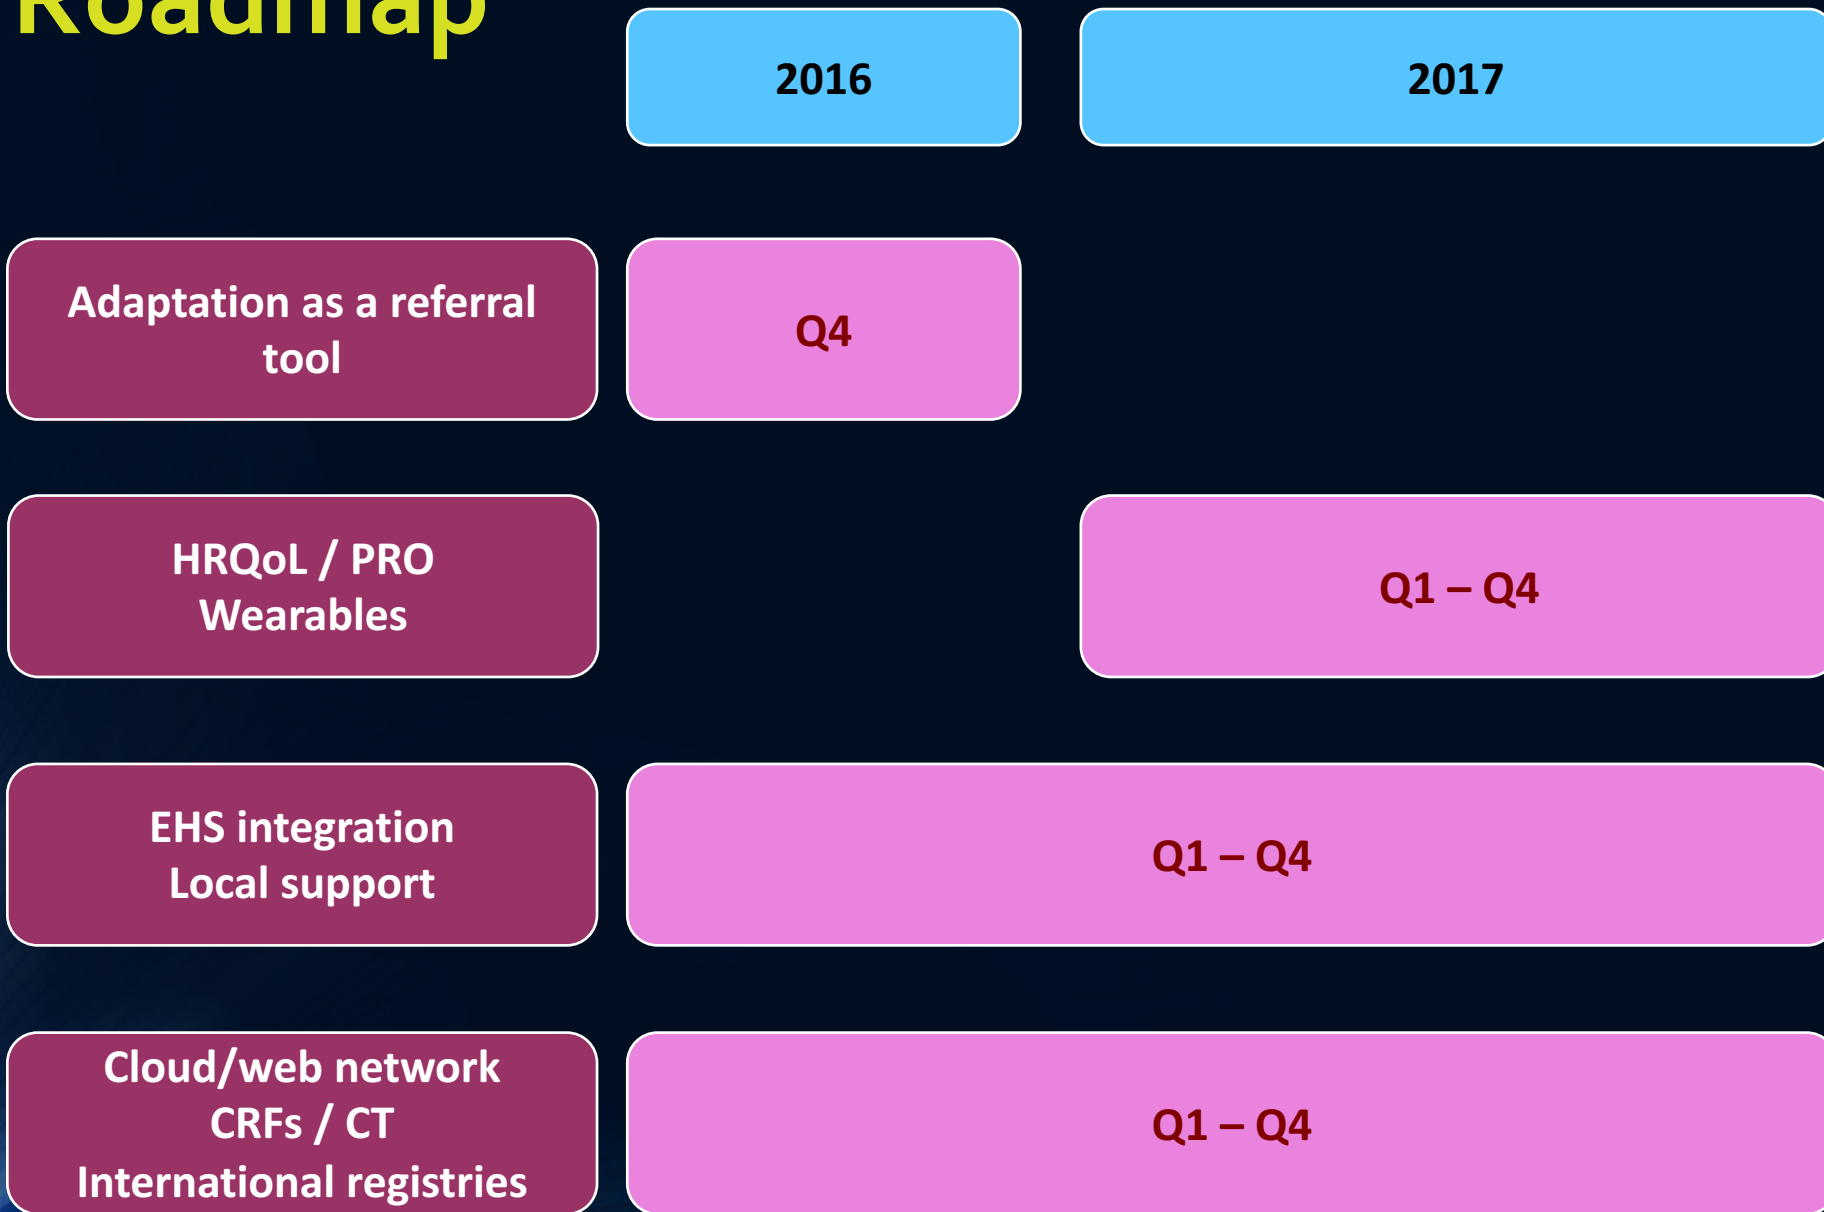 Roadmap
2016
2017
Adaptation as a referral
tool
Q4
HRQoL / PRO
Wearables
Q1 – Q4
EHS integration
Local support
Q1 – Q4
Cloud/web network
CRFs / CT
International registries
Q1 – Q4